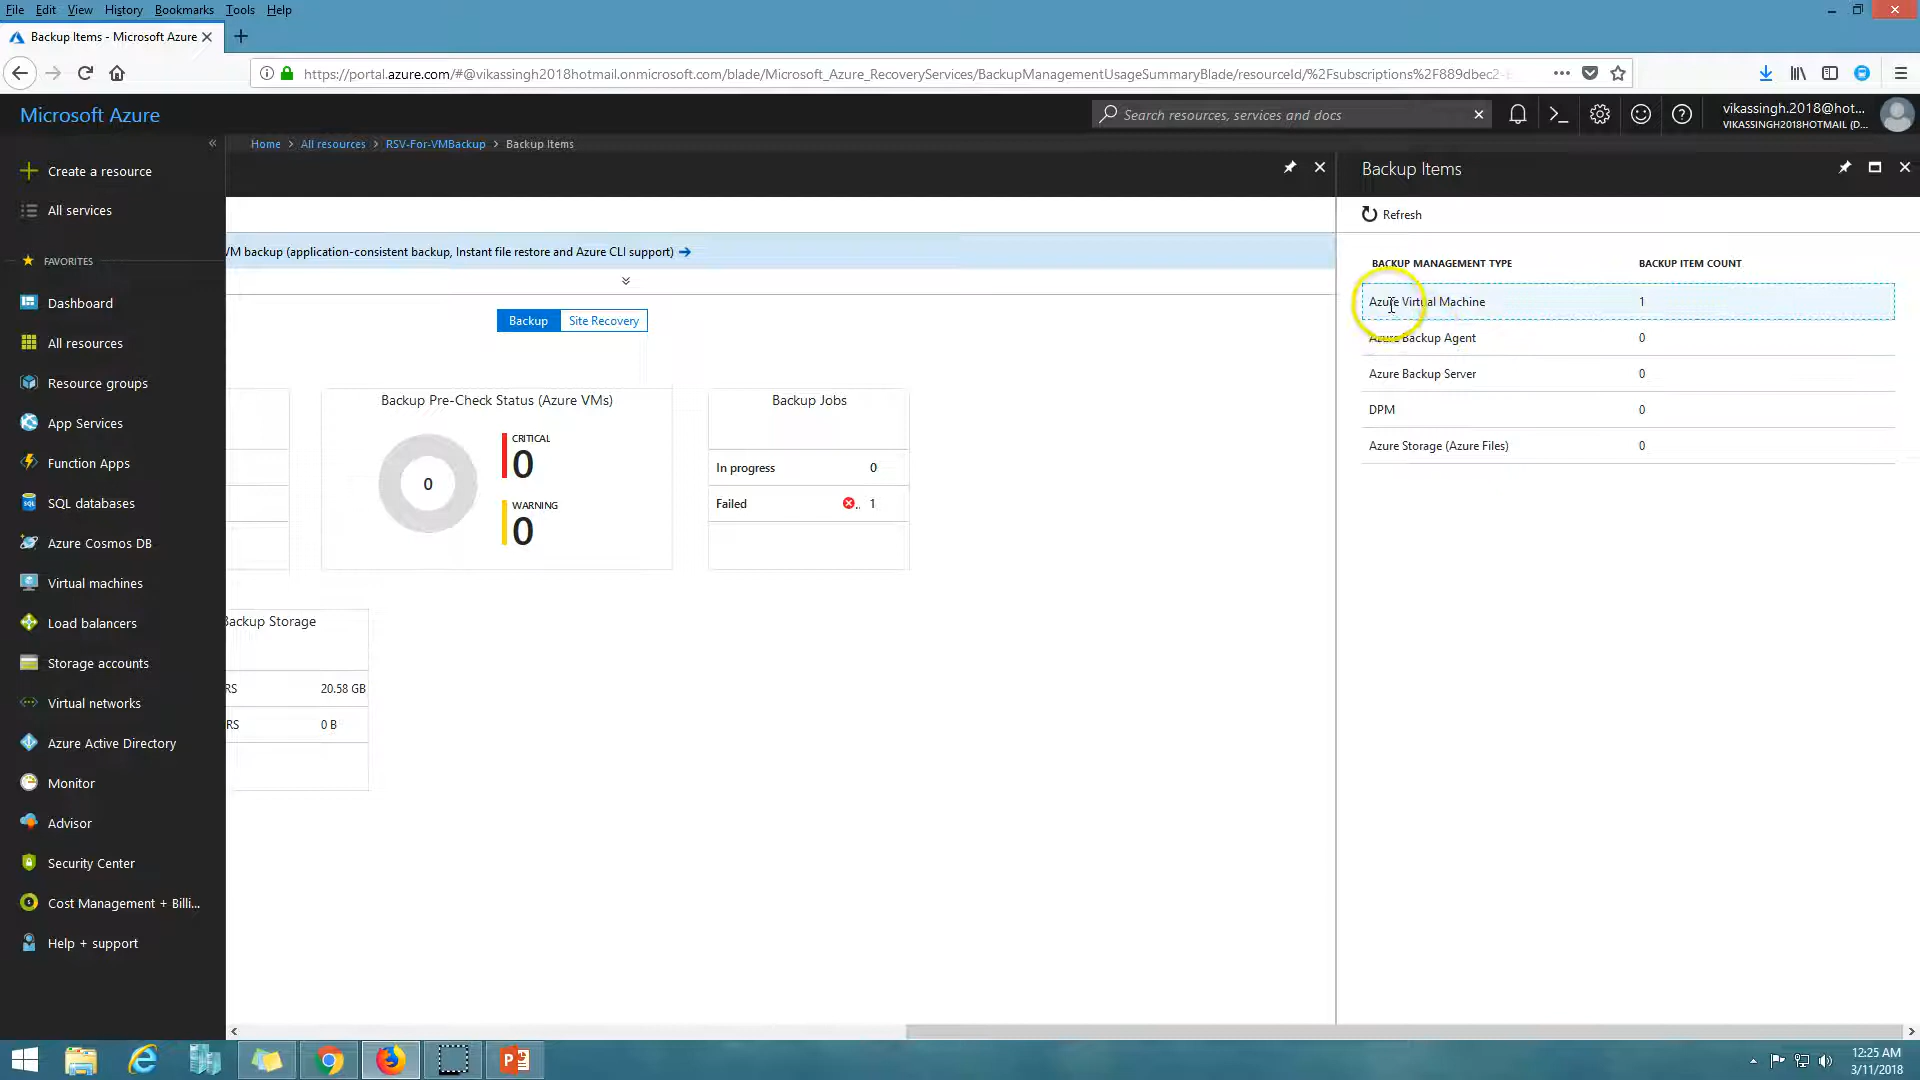 File Edit View History Bookmarks Tools Help
Backup Items - Microsoft Azure
https://portal.azure.com/#@vikassingh2018hotmail.onmicrosoft.com/blade/Microsoft_Azure_RecoveryServices/BackupManagementUsageSummaryBlade/resourceId/%2Fsubscriptions%2F889dbec2-
Microsoft Azure
Search resources, services and docs
vikassingh.2018@hot...
VIKASSINGH2018HOTMAIL (D...
Home > All resources > RSV-For-VMBackup > Backup Items
Create a resource
All services
FAVORITES
Dashboard
All resources
Resource groups
App Services
Function Apps
SQL databases
Azure Cosmos DB
Virtual machines
Load balancers
Storage accounts
Virtual networks
Azure Active Directory
Monitor
Advisor
Security Center
Cost Management + Billi...
Help + support
VM backup (application-consistent backup, Instant file restore and Azure CLI support)
Backup Site Recovery
Backup Pre-Check Status (Azure VMs)
0
CRITICAL
0
WARNING
0
Backup Jobs
In progress 0
Failed .. 1
Backup Storage
RS 20.58 GB
RS 0 B
Backup Items
Refresh
BACKUP MANAGEMENT TYPE BACKUP ITEM COUNT
Azure Virtual Machine 1
Azure Backup Agent 0
Azure Backup Server 0
DPM 0
Azure Storage (Azure Files) 0
12:25 AM
3/11/2018